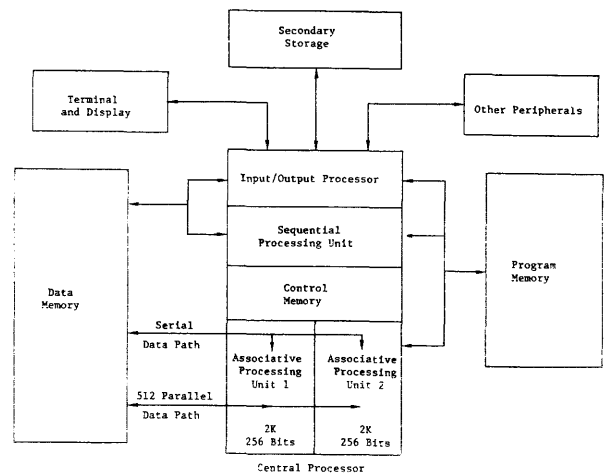 Secondary
Storage
Terminal
and Display
Other Peripherals
Input/Output Processor
Sequential
Processing Unit
Control
Memory
Data
Memory
Program
Memory
Serial
Data Path
Associative
Processing
Unit 1
Associative
Processing
Unit 2
512 Parallel
Data Path
2K
256 Bits
2K
256 Bits
Central Processor